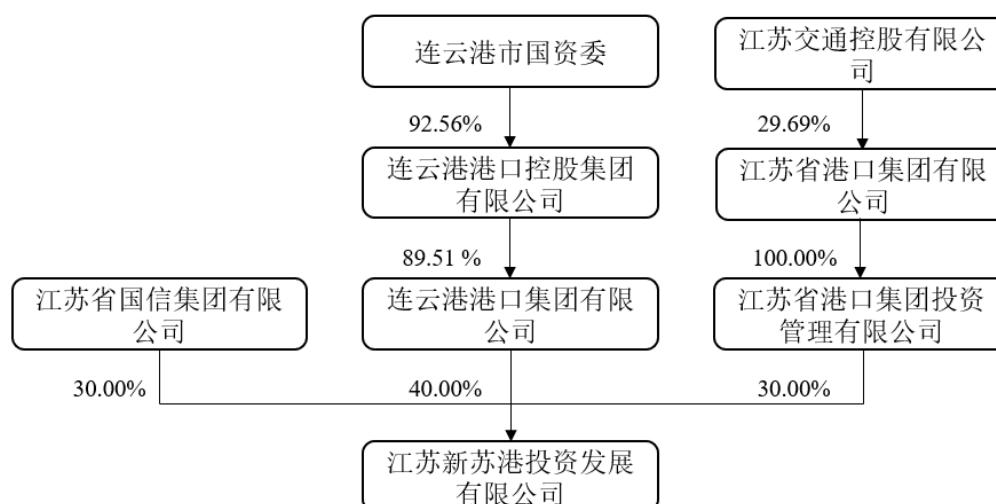 连云港市国资委
江苏交通控股有限公
司
92.56%
29.69%
连云港港口控股集团
有限公司
江苏省港口集团有限
公司
89.51 %
100.00%
江苏省国信集团有限
公司
连云港港口集团有限
公司
江苏省港口集团投资
管理有限公司
30.00%
40.00%
30.00%
江苏新苏港投资发展
有限公司